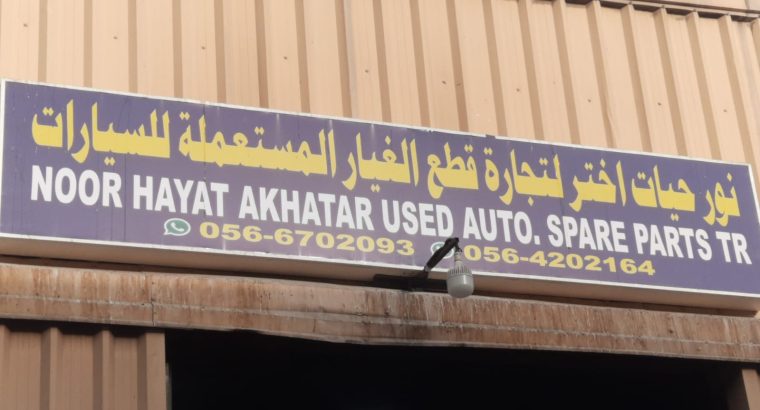 نور حيات اختر لتجارة قطع الغيار المستعملة للسيارات
NOOR HAYAT AKHATAR USED AUTO. SPARE PARTS TR
056-6702093 056-4202164